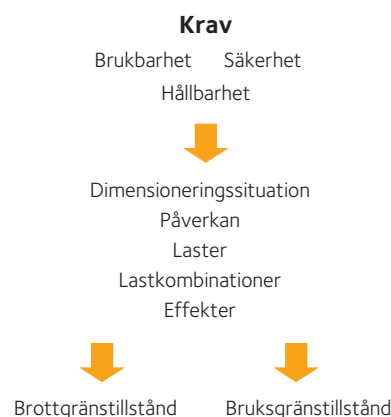 Krav
Brukbarhet Säkerhet
Hållbarhet
Dimensioneringssituation
Påverkan
Laster
Lastkombinationer
Effekter
Brottgränstillstånd Bruksgränstillstånd